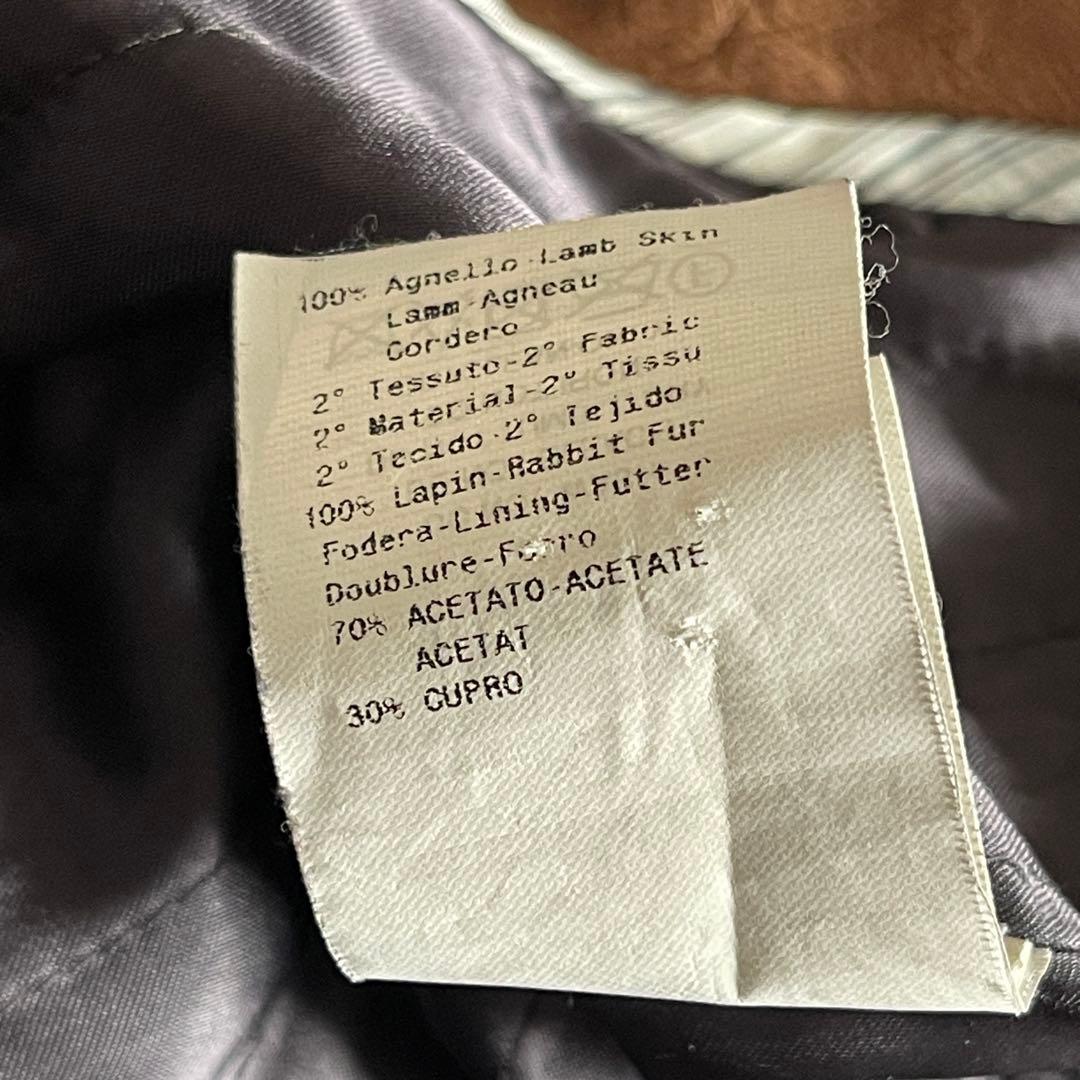 100% Agnello-Lamb Skin
Lamm-Agneau
Cordero
2° Tessuto-2° Fabric
2° Material-2° Tissu
2° Tecido-2° Tejido
100% Lapin-Rabbit Fur
Fodera-Lining-Futter
Doublure-Forro
70% ACETATO-ACETATE
ACETAT
30% CUPRO